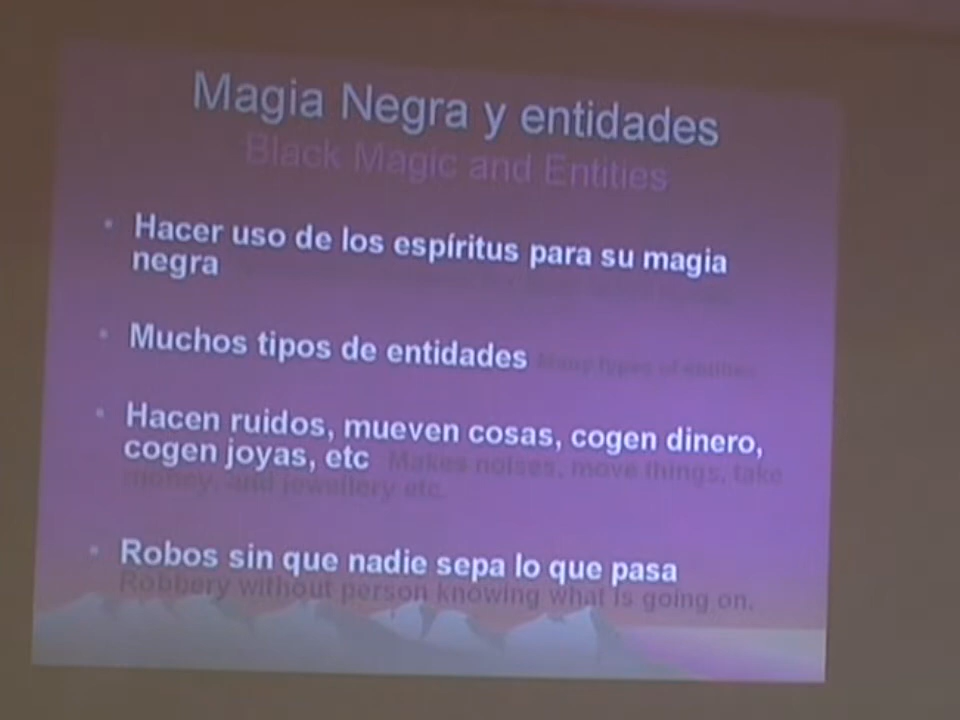 Magia Negra y entidades
Black Magic and Entities
Hacer uso de los espíritus para su magia
negra
Muchos tipos de entidades Many types of entities
Hacen ruidos, mueven cosas, cogen dinero,
cogen joyas, etc Makes noises, move things, take
money, and jewellery etc.
Robos sin que nadie sepa lo que pasa
Robbery without person knowing what is going on.